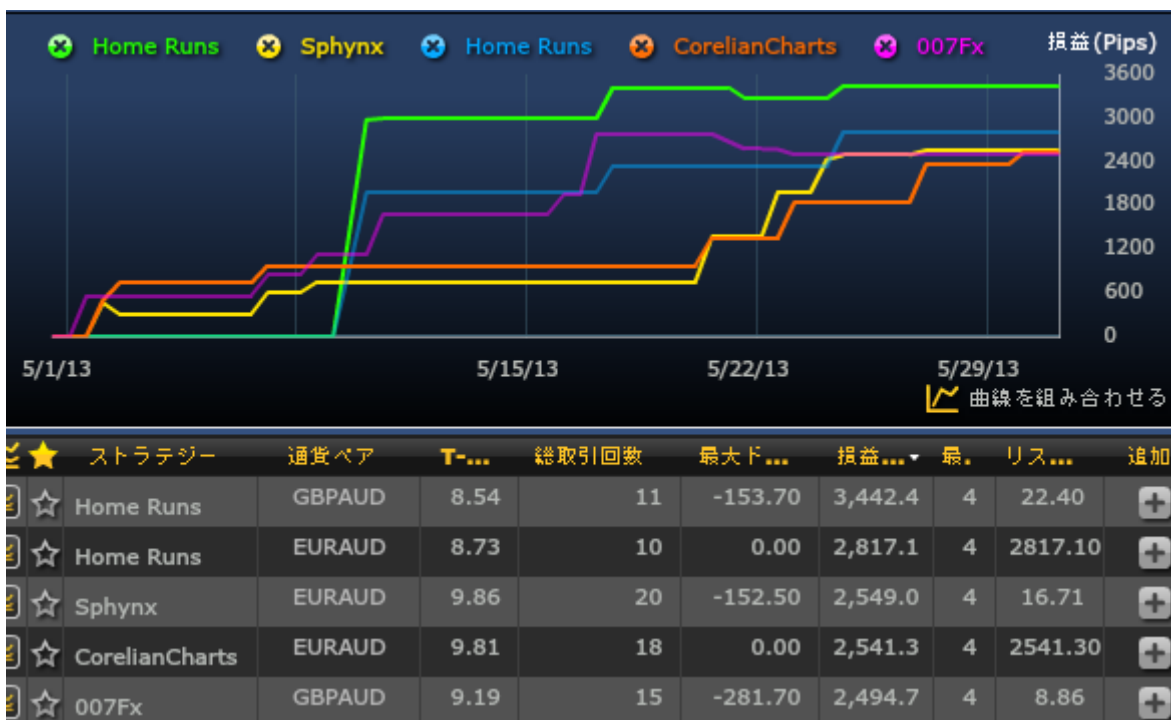 Home Runs Sphynx Home Runs CorelianCharts 007Fx 損益(Pips)
3600
3000
2400
1800
1200
600
0
5/1/13 5/15/13 5/22/13 5/29/13
曲線を組み合わせる
ストラテジー 通貨ペア T-... 総取引回数 最大ド... 損益... 最. リス... 追加
Home Runs GBPAUD 8.54 11 -153.70 3,442.4 4 22.40
Home Runs EURAUD 8.73 10 0.00 2,817.1 4 2817.10
Sphynx EURAUD 9.86 20 -152.50 2,549.0 4 16.71
CorelianCharts EURAUD 9.81 18 0.00 2,541.3 4 2541.30
007Fx GBPAUD 9.19 15 -281.70 2,494.7 4 8.86